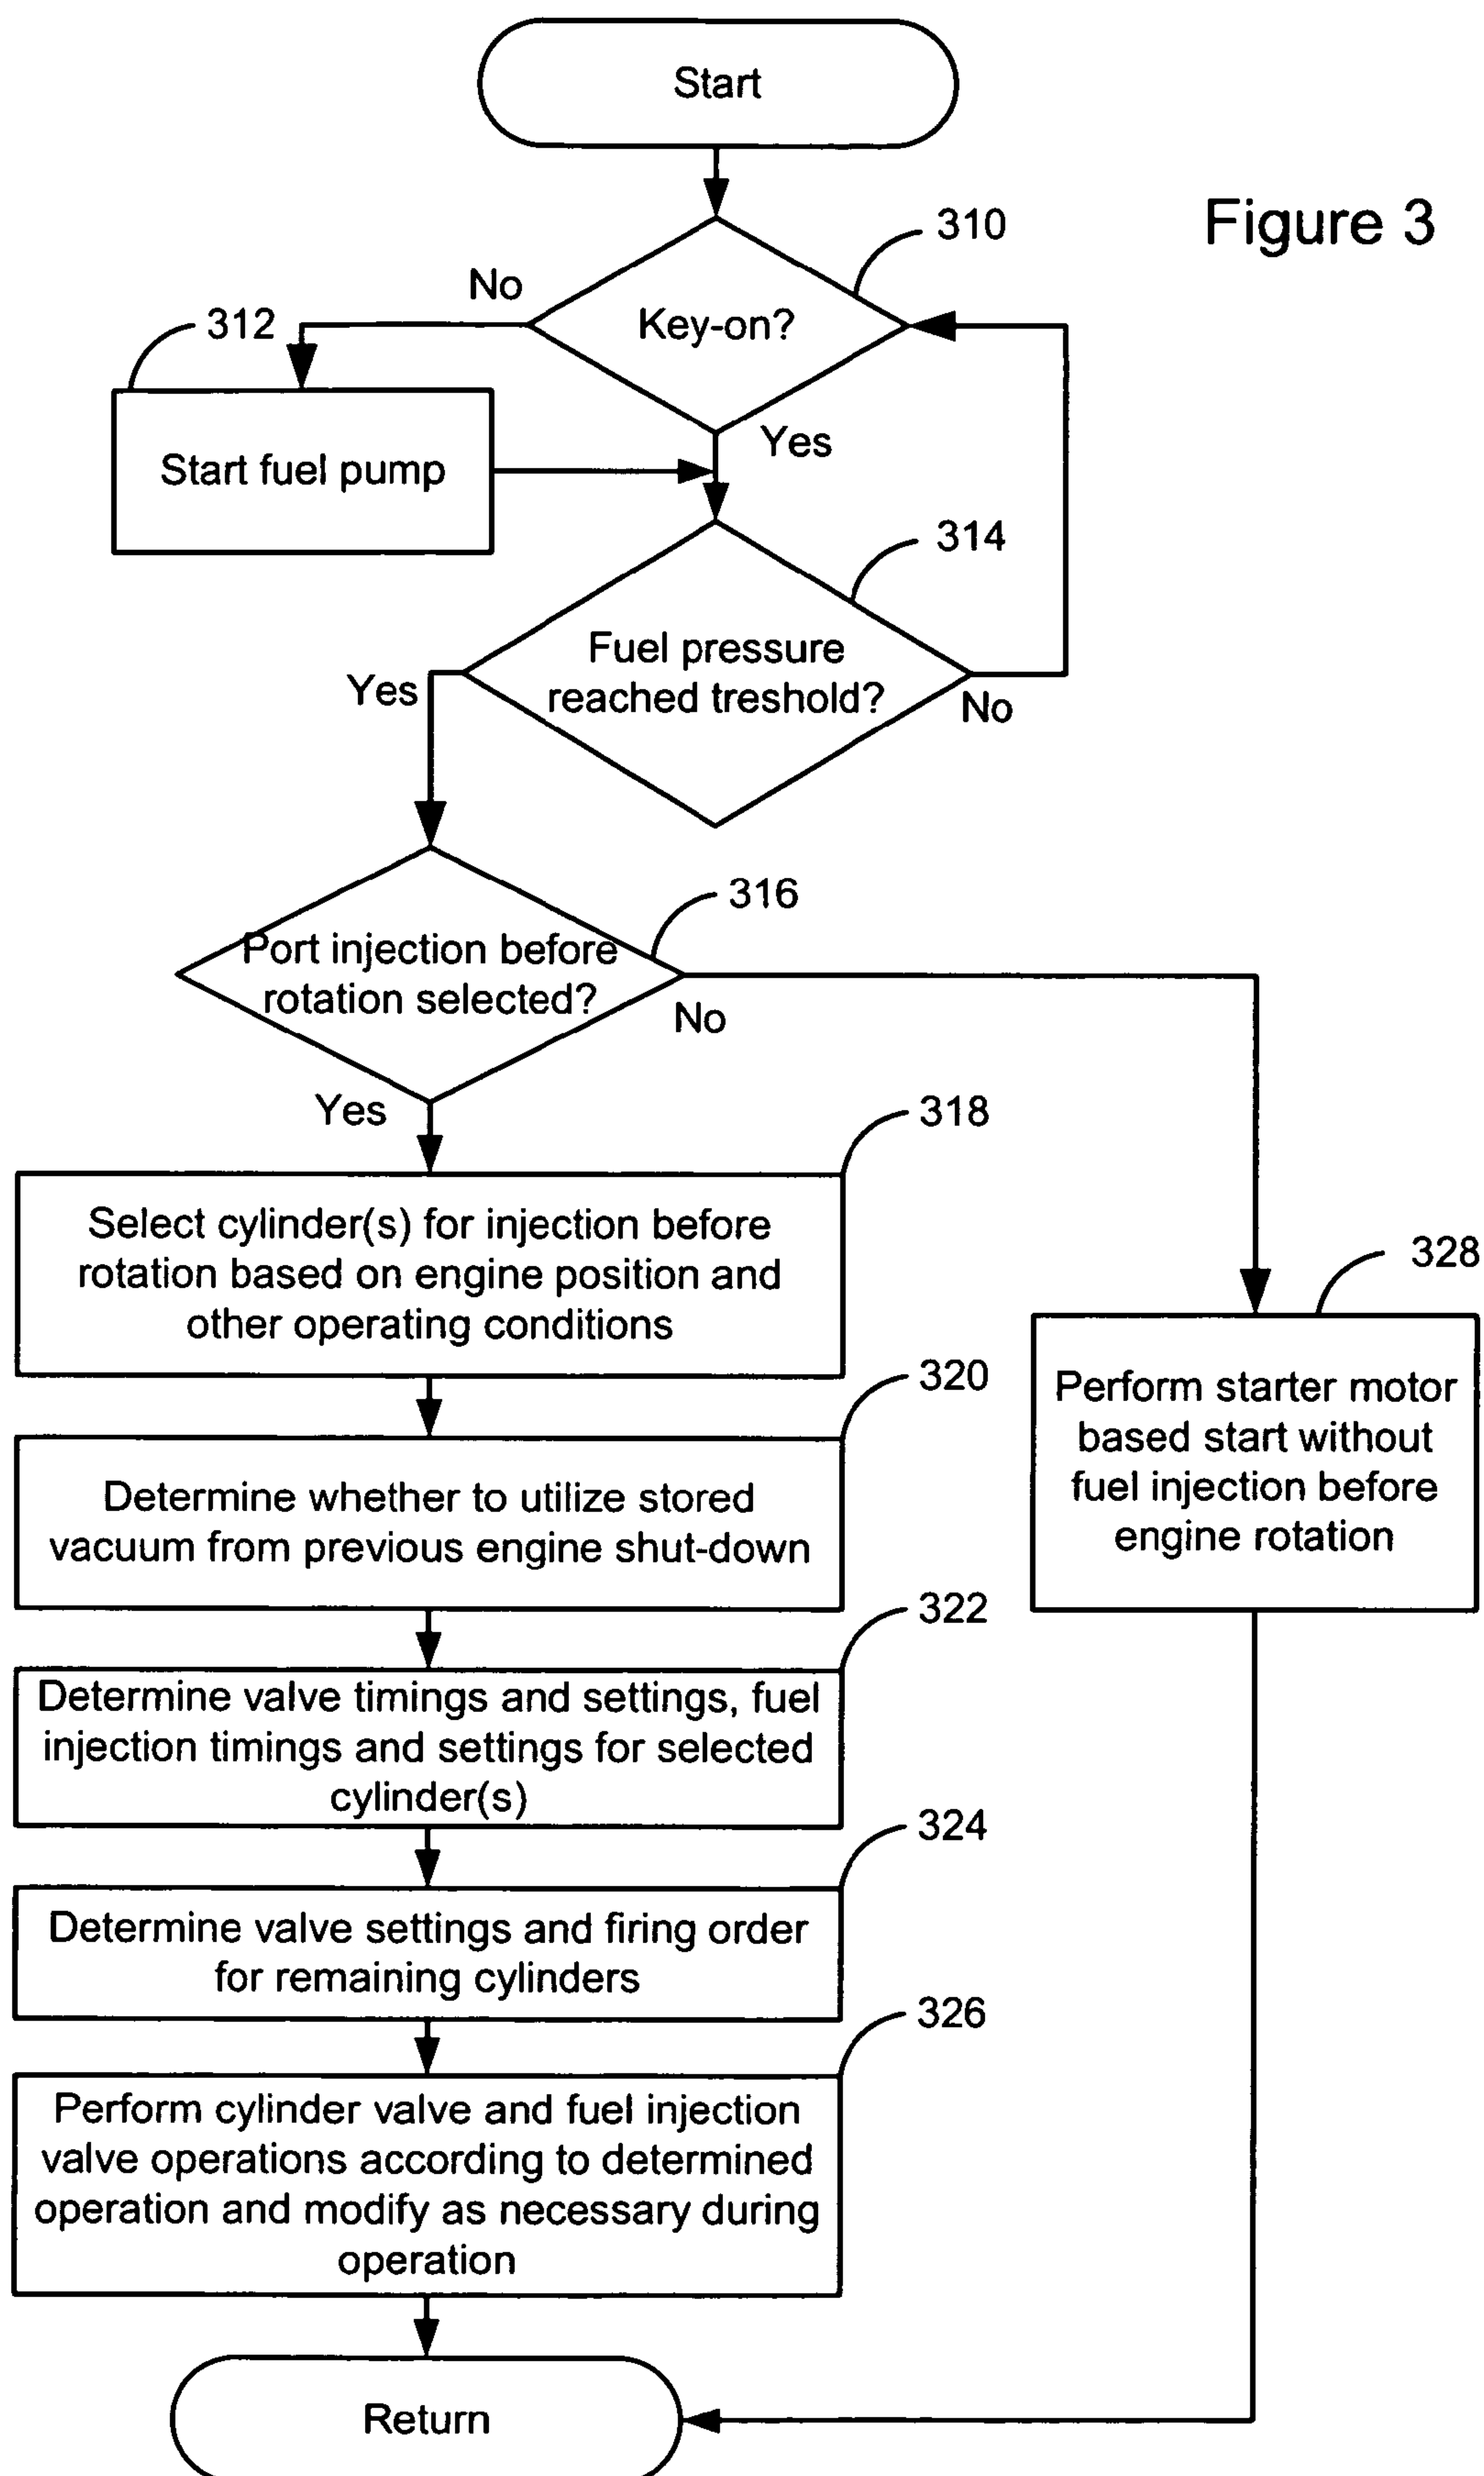 Start
Figure 3
310
No
Key-on?
312
Yes
Start fuel pump
314
Fuel pressure
reached treshold?
Yes
No
316
Port injection before
rotation selected?
No
Yes
318
Select cylinder(s) for injection before
rotation based on engine position and
other operating conditions
320
Determine whether to utilize stored
vacuum from previous engine shut-down
328
Perform starter motor
based start without
fuel injection before
engine rotation
322
Determine valve timings and settings, fuel
injection timings and settings for selected
cylinder(s)
324
Determine valve settings and firing order
for remaining cylinders
326
Perform cylinder valve and fuel injection
valve operations according to determined
operation and modify as necessary during
operation
Return